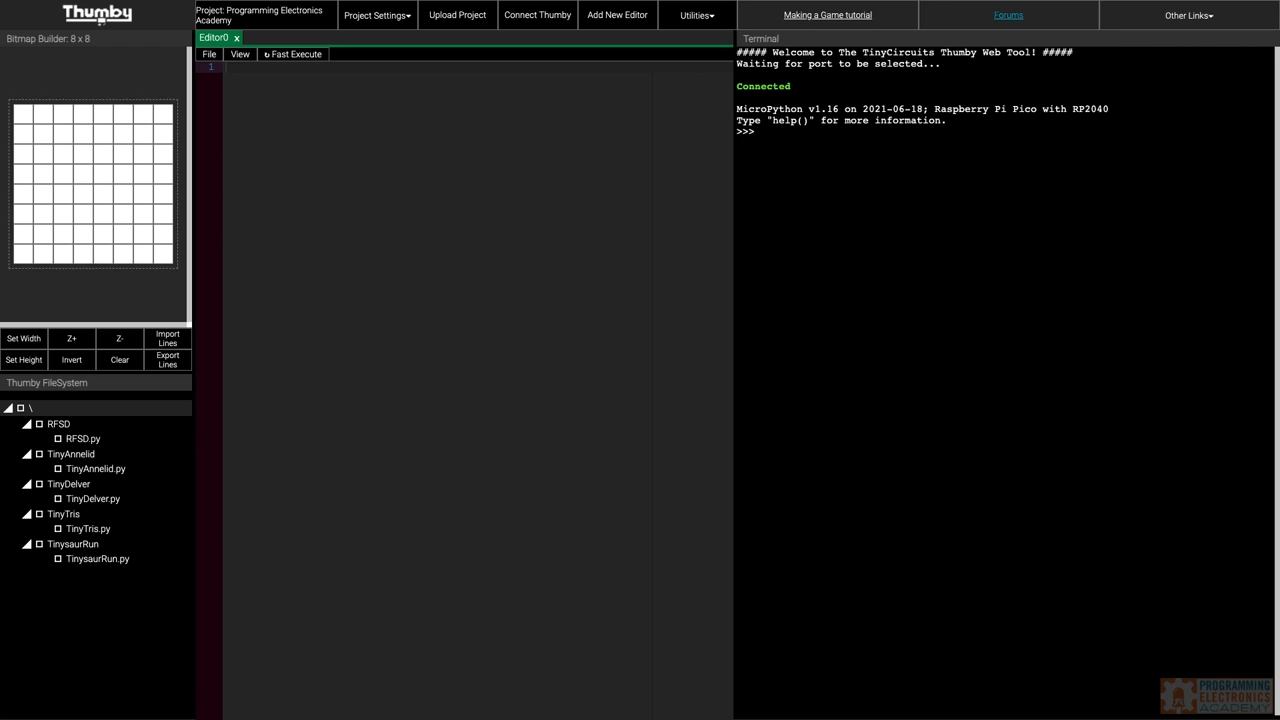 Thumby
Project: Programming Electronics
Academy
Project Settings▾
Upload Project
Connect Thumby
Add New Editor
Utilities▾
Making a Game tutorial
Forums
Other Links▾
Bitmap Builder: 8 x 8
Editor0 x
Terminal
File
View
↻ Fast Execute
1
##### Welcome to The TinyCircuits Thumby Web Tool! #####
Waiting for port to be selected...
Connected
MicroPython v1.16 on 2021-06-18; Raspberry Pi Pico with RP2040
Type "help()" for more information.
>>>
Set Width
Z+
Z-
Import
Lines
Set Height
Invert
Clear
Export
Lines
Thumby FileSystem
\
RFSD
RFSD.py
TinyAnnelid
TinyAnnelid.py
TinyDelver
TinyDelver.py
TinyTris
TinyTris.py
TinysaurRun
TinysaurRun.py
PROGRAMMING
ELECTRONICS
ACADEMY